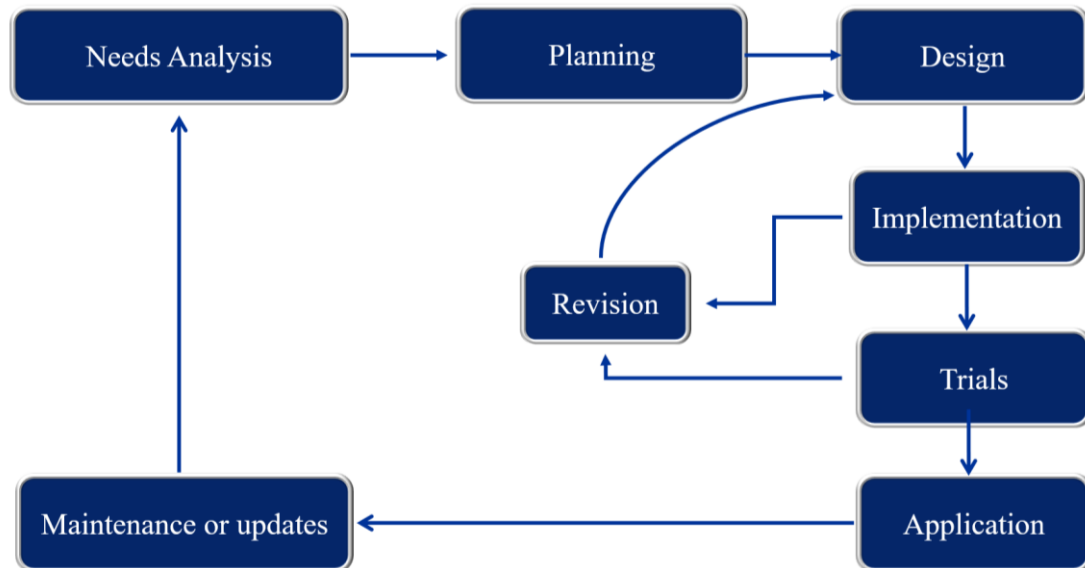 Needs Analysis
Planning
Design
Implementation
Revision
Trials
Maintenance or updates
Application